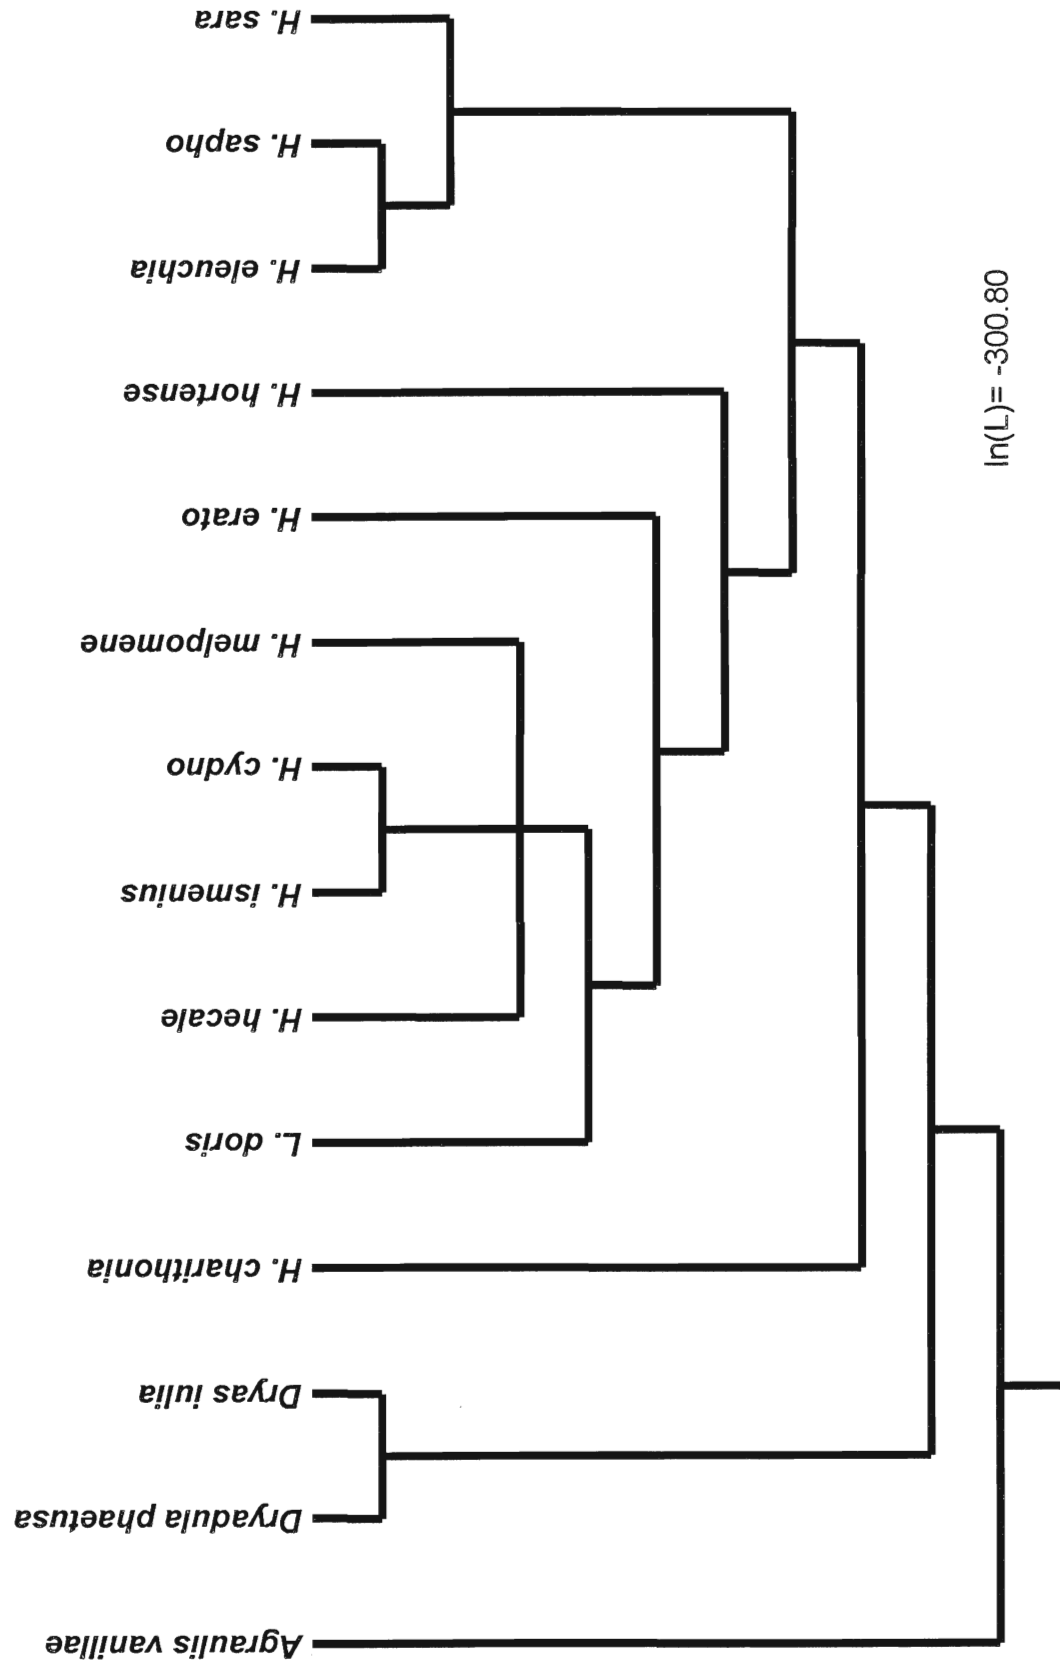 H. sara
H. sapho
H. eleuchia
H. hortense
H. erato
H. melpomene
H. cydno
H. ismenius
H. hecale
L. doris
H. charithonia
Dryas iulia
Dryadula phaetusa
Agraulis vanillae
ln(L)= -300.80